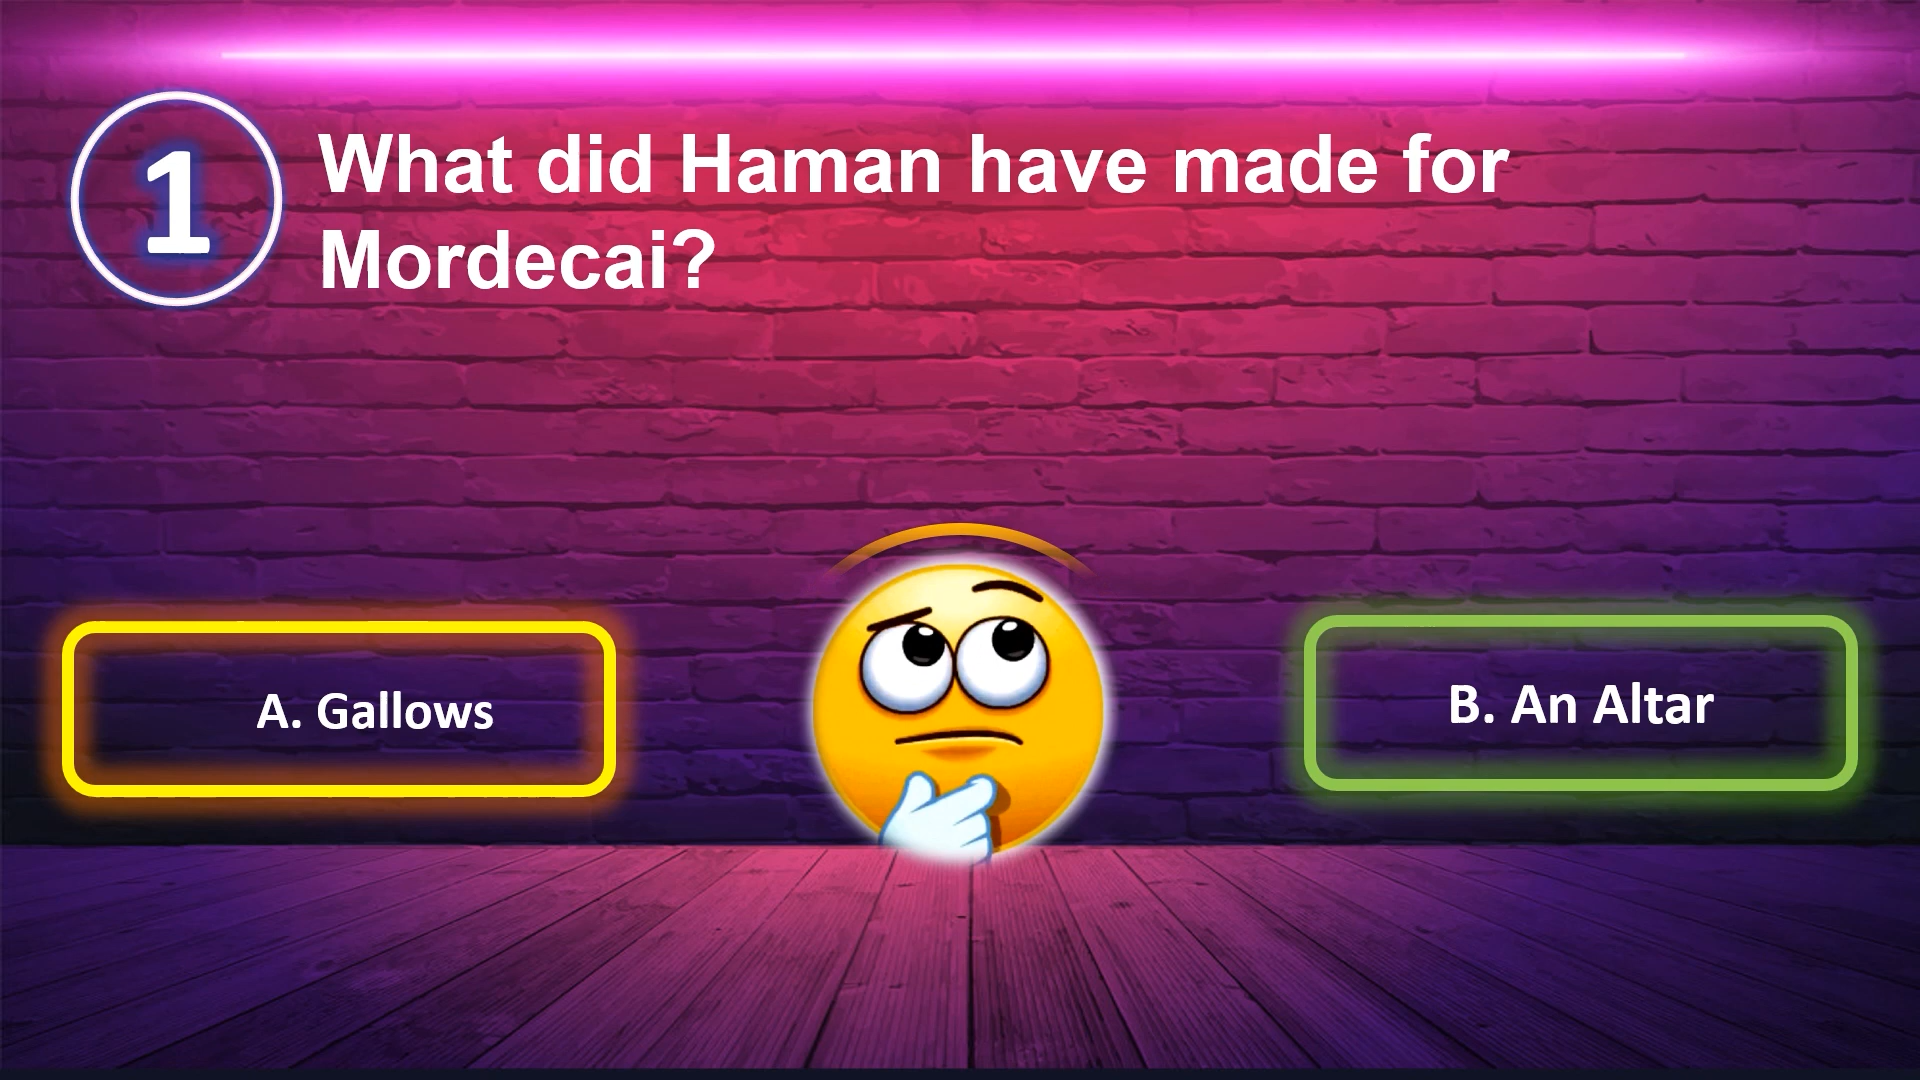 1
What did Haman have made for
Mordecai?
A. Gallows
B. An Altar